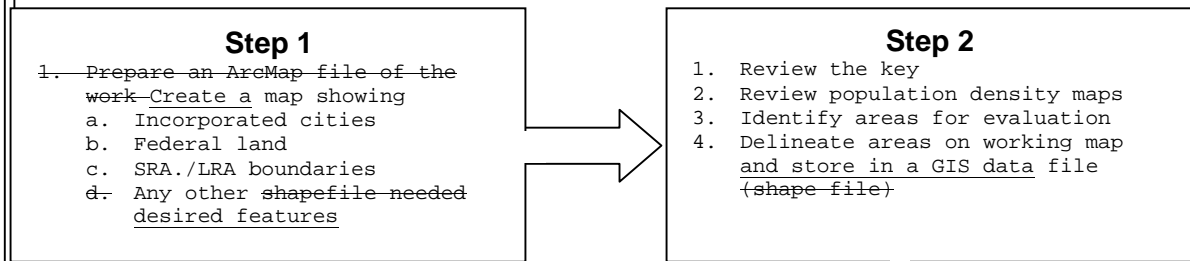 Step 1
1. Prepare an ArcMap file of the
work Create a map showing
a. Incorporated cities
b. Federal land
c. SRA./LRA boundaries
d. Any other shapefile needed
desired features
Step 2
1. Review the key
2. Review population density maps
3. Identify areas for evaluation
4. Delineate areas on working map
and store in a GIS data file
(shape file)